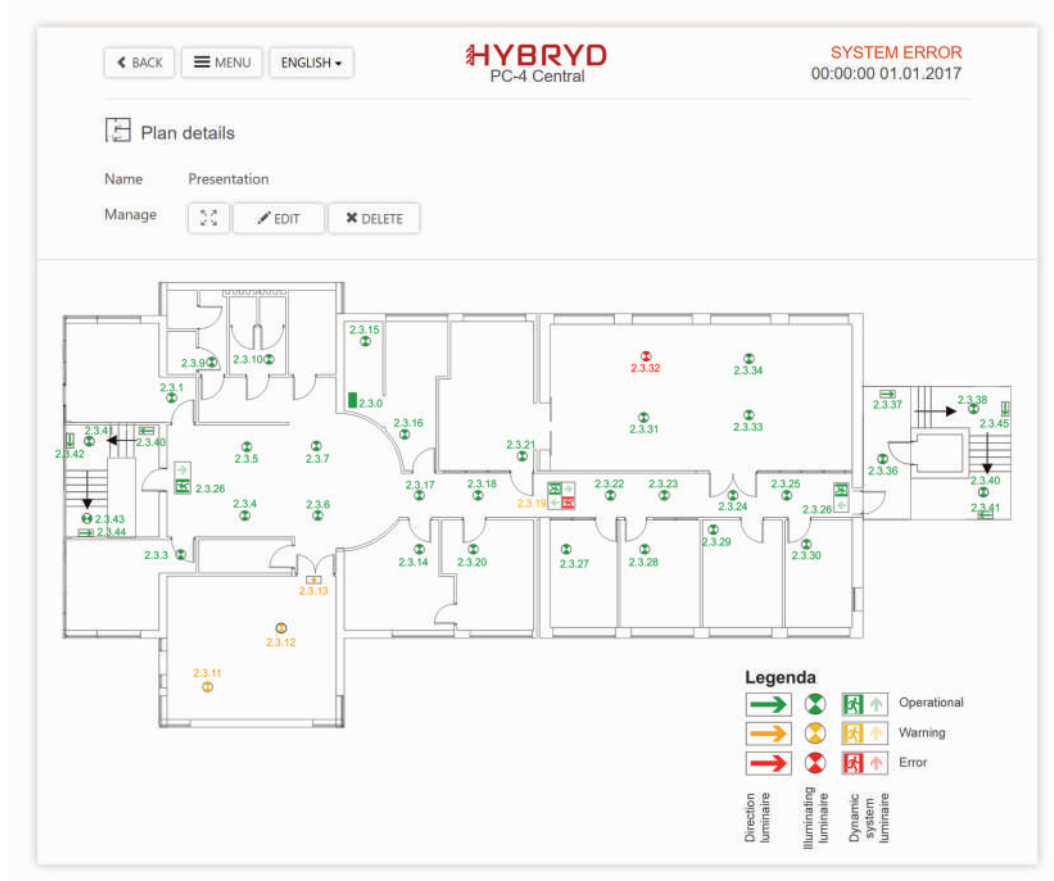 BACK MENU ENGLISH
HYBRYD
PC-4 Central
SYSTEM ERROR
00:00:00 01.01.2017
Plan details
Name Presentation
Manage EDIT DELETE
2.3.15
2.3.9 2.3.10
2.3.32 2.3.34
2.3.1
2.3.0
2.3.37 2.3.38
2.3.16
2.3.45
2.3.41 2.3.40
2.3.31 2.3.33
2.3.42
2.3.5 2.3.7
2.3.21
2.3.36
2.3.26
2.3.17 2.3.18
2.3.22 2.3.23 2.3.25
2.3.40
2.3.19
2.3.24 2.3.26
2.3.4 2.3.6
2.3.41
2.3.43
2.3.44
2.3.29
2.3.3
2.3.14 2.3.20 2.3.27 2.3.28 2.3.30
2.3.13
2.3.12
2.3.11
Legenda
Operational
Warning
Error
Direction luminaire
Illuminating luminaire
Dynamic system luminaire